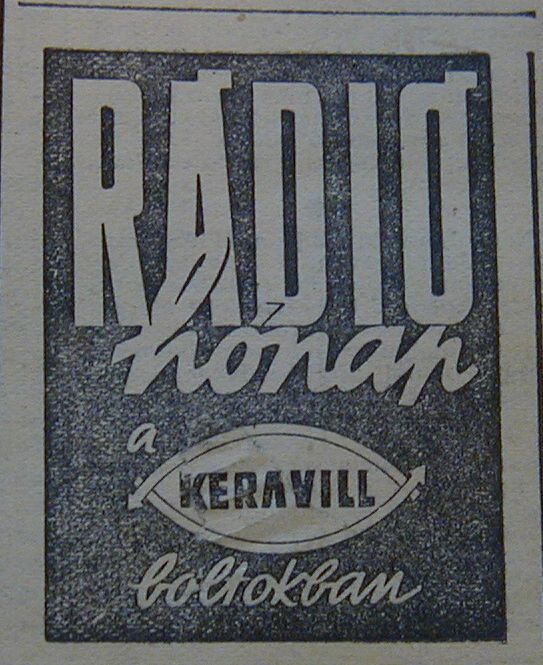 RÁDIÓ
hónap
a
KERAVILL
boltokban